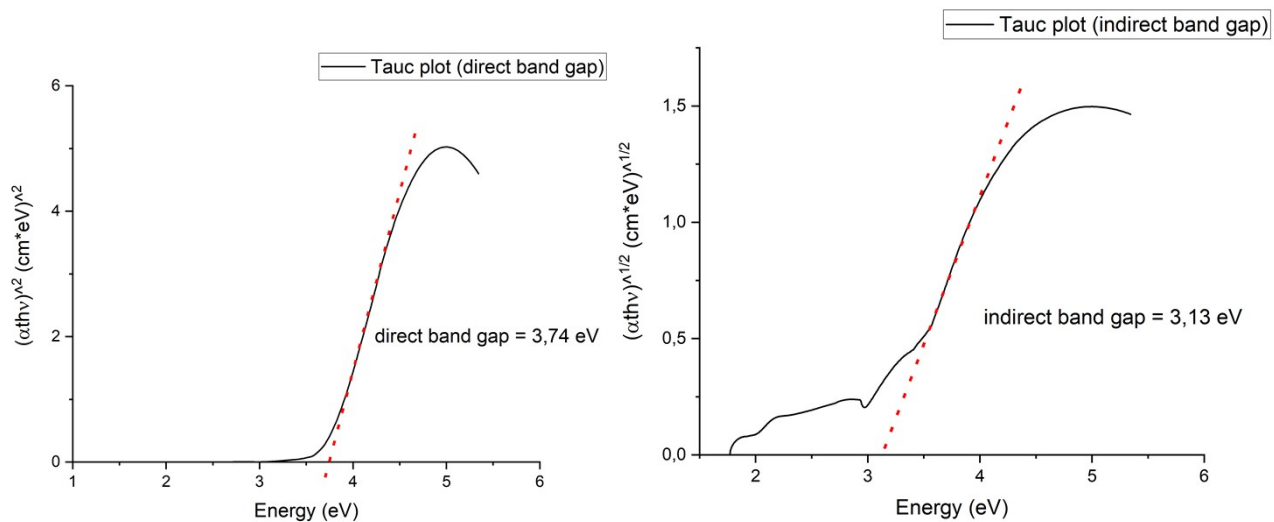 Tauc plot (direct band gap)
6
4
2
0
1
2
3
4
5
6
(αthν)^2 (cm*eV)^2
direct band gap = 3,74 eV
Energy (eV)
Tauc plot (indirect band gap)
1,5
1,0
0,5
0,0
2
3
4
5
6
(αthν)^1/2 (cm*eV)^1/2
indirect band gap = 3,13 eV
Energy (eV)